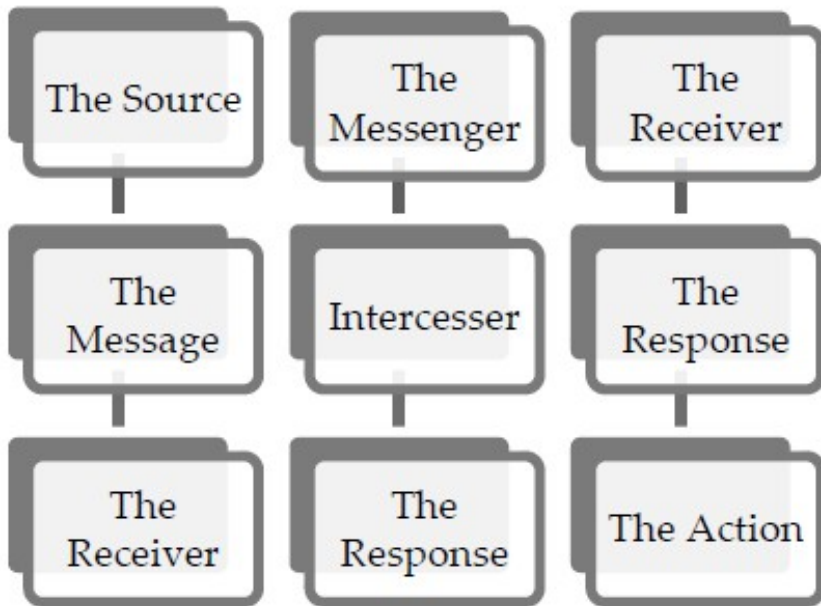 The Source
The
Messenger
The
Receiver
The
Message
Intercesser
The
Response
The
Receiver
The
Response
The Action